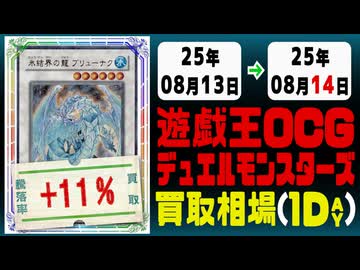 氷結界の龍 ブリューナク
水
買取
+11%
騰落率
25年
08月13日
25年
08月14日
遊戯王OCG
デュエルモンスターズ
買取相場(1D)